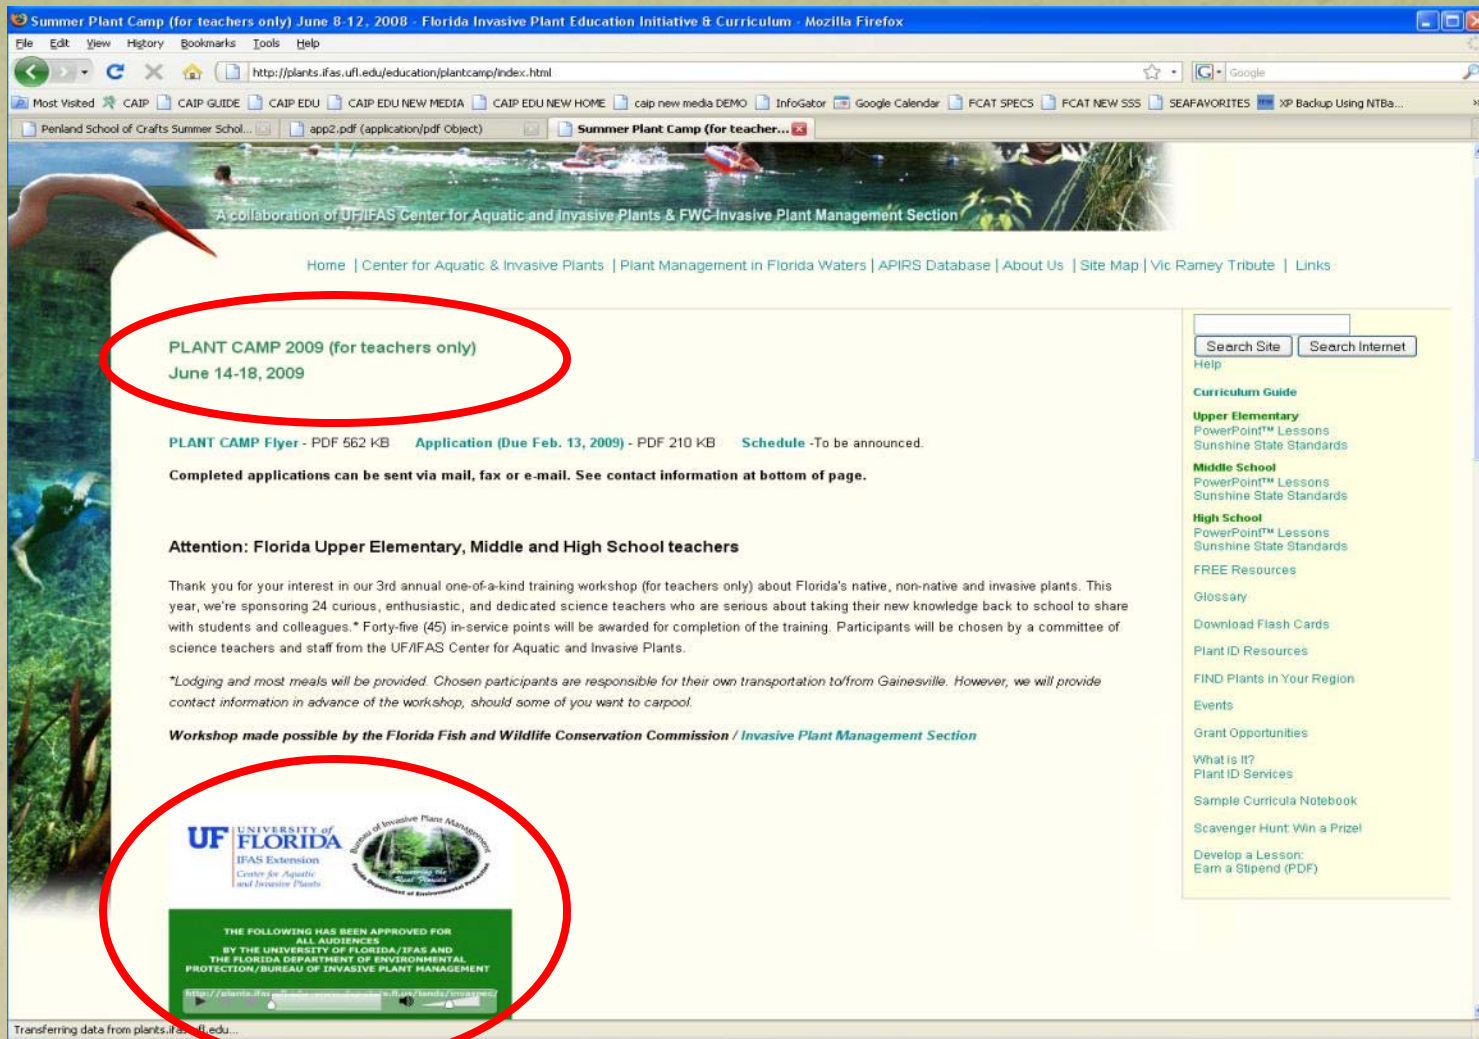 Summer Plant Camp (for teachers only) June 8-12, 2008 - Florida Invasive Plant Education Initiative & Curriculum - Mozilla Firefox
File Edit View History Bookmarks Tools Help
http://plants.ifas.ufl.edu/education/plantcamp/index.html
Google
Most Visited CAIP CAIP GUIDE CAIP EDU CAIP EDU NEW MEDIA CAIP EDU NEW HOME caip new media DEMO InfoGator Google Calendar FCAT SPECS FCAT NEW SSS SEAFAVORITES XP Backup Using NTBa...
Penland School of Crafts Summer Schol... app2.pdf (application/pdf Object) Summer Plant Camp (for teacher...
A collaboration of UF/IFAS Center for Aquatic and Invasive Plants & FWC-Invasive Plant Management Section
Home | Center for Aquatic & Invasive Plants | Plant Management in Florida Waters | APIRS Database | About Us | Site Map | Vic Ramey Tribute | Links
PLANT CAMP 2009 (for teachers only)
June 14-18, 2009
PLANT CAMP Flyer - PDF 562 KB Application (Due Feb. 13, 2009) - PDF 210 KB Schedule -To be announced.
Completed applications can be sent via mail, fax or e-mail. See contact information at bottom of page.
Attention: Florida Upper Elementary, Middle and High School teachers
Thank you for your interest in our 3rd annual one-of-a-kind training workshop (for teachers only) about Florida's native, non-native and invasive plants. This
year, we're sponsoring 24 curious, enthusiastic, and dedicated science teachers who are serious about taking their new knowledge back to school to share
with students and colleagues.* Forty-five (45) in-service points will be awarded for completion of the training. Participants will be chosen by a committee of
science teachers and staff from the UF/IFAS Center for Aquatic and Invasive Plants.
*Lodging and most meals will be provided. Chosen participants are responsible for their own transportation to/from Gainesville. However, we will provide
contact information in advance of the workshop, should some of you want to carpool.
Workshop made possible by the Florida Fish and Wildlife Conservation Commission / Invasive Plant Management Section
UF UNIVERSITY of
FLORIDA
IFAS Extension
Center for Aquatic
and Invasive Plants
Bureau of Invasive Plant Management
Florida Department of Environmental Protection
THE FOLLOWING HAS BEEN APPROVED FOR
ALL AUDIENCES
BY THE UNIVERSITY OF FLORIDA/IFAS AND
THE FLORIDA DEPARTMENT OF ENVIRONMENTAL
PROTECTION/BUREAU OF INVASIVE PLANT MANAGEMENT
Search Site Search Internet
Help
Curriculum Guide
Upper Elementary
PowerPoint™ Lessons
Sunshine State Standards
Middle School
PowerPoint™ Lessons
Sunshine State Standards
High School
PowerPoint™ Lessons
Sunshine State Standards
FREE Resources
Glossary
Download Flash Cards
Plant ID Resources
FIND Plants in Your Region
Events
Grant Opportunities
What is It?
Plant ID Services
Sample Curricula Notebook
Scavenger Hunt: Win a Prize!
Develop a Lesson:
Earn a Stipend (PDF)
Transferring data from plants.ifas.ufl.edu...